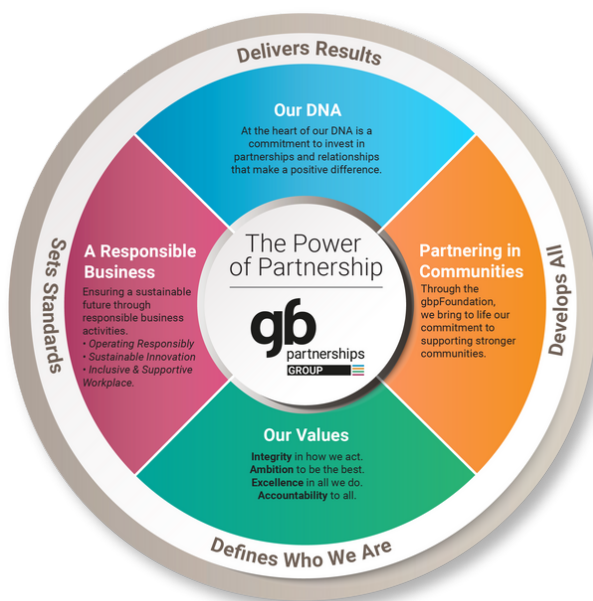 Delivers Results
Our DNA
At the heart of our DNA is a
commitment to invest in
partnerships and relationships
that make a positive difference.
Sets Standards
A Responsible
Business
Ensuring a sustainable
future through
responsible business
activities.
• Operating Responsibly
• Sustainable Innovation
• Inclusive & Supportive
Workplace.
The Power
of Partnership
gb
partnerships
GROUP
Partnering in
Communities
Through the
gbpFoundation,
we bring to life our
commitment to
supporting stronger
communities.
Develops All
Our Values
Integrity in how we act.
Ambition to be the best.
Excellence in all we do.
Accountability to all.
Defines Who We Are